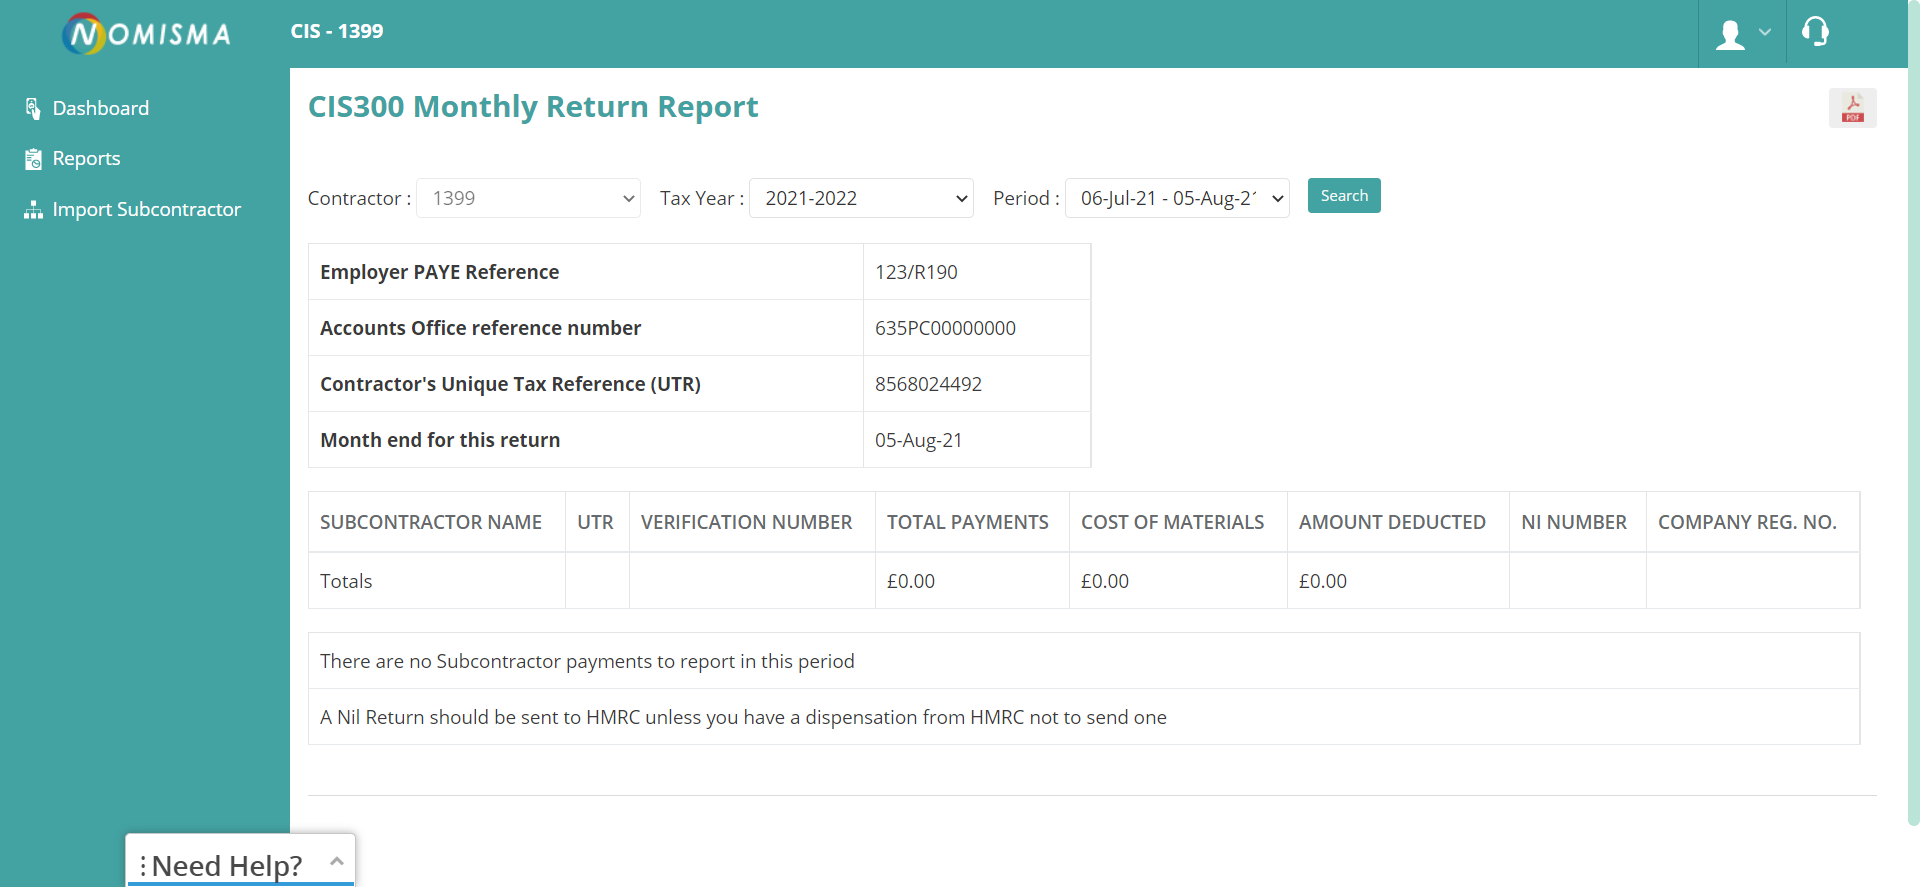 NOMISMA
CIS - 1399
Dashboard
Reports
Import Subcontractor
CIS300 Monthly Return Report
PDF
Contractor : 1399 Tax Year : 2021-2022 Period : 06-Jul-21 - 05-Aug-21 Search
Employer PAYE Reference 123/R190
Accounts Office reference number 635PC00000000
Contractor's Unique Tax Reference (UTR) 8568024492
Month end for this return 05-Aug-21
SUBCONTRACTOR NAME UTR VERIFICATION NUMBER TOTAL PAYMENTS COST OF MATERIALS AMOUNT DEDUCTED NI NUMBER COMPANY REG. NO.
Totals £0.00 £0.00 £0.00
There are no Subcontractor payments to report in this period
A Nil Return should be sent to HMRC unless you have a dispensation from HMRC not to send one
Need Help?